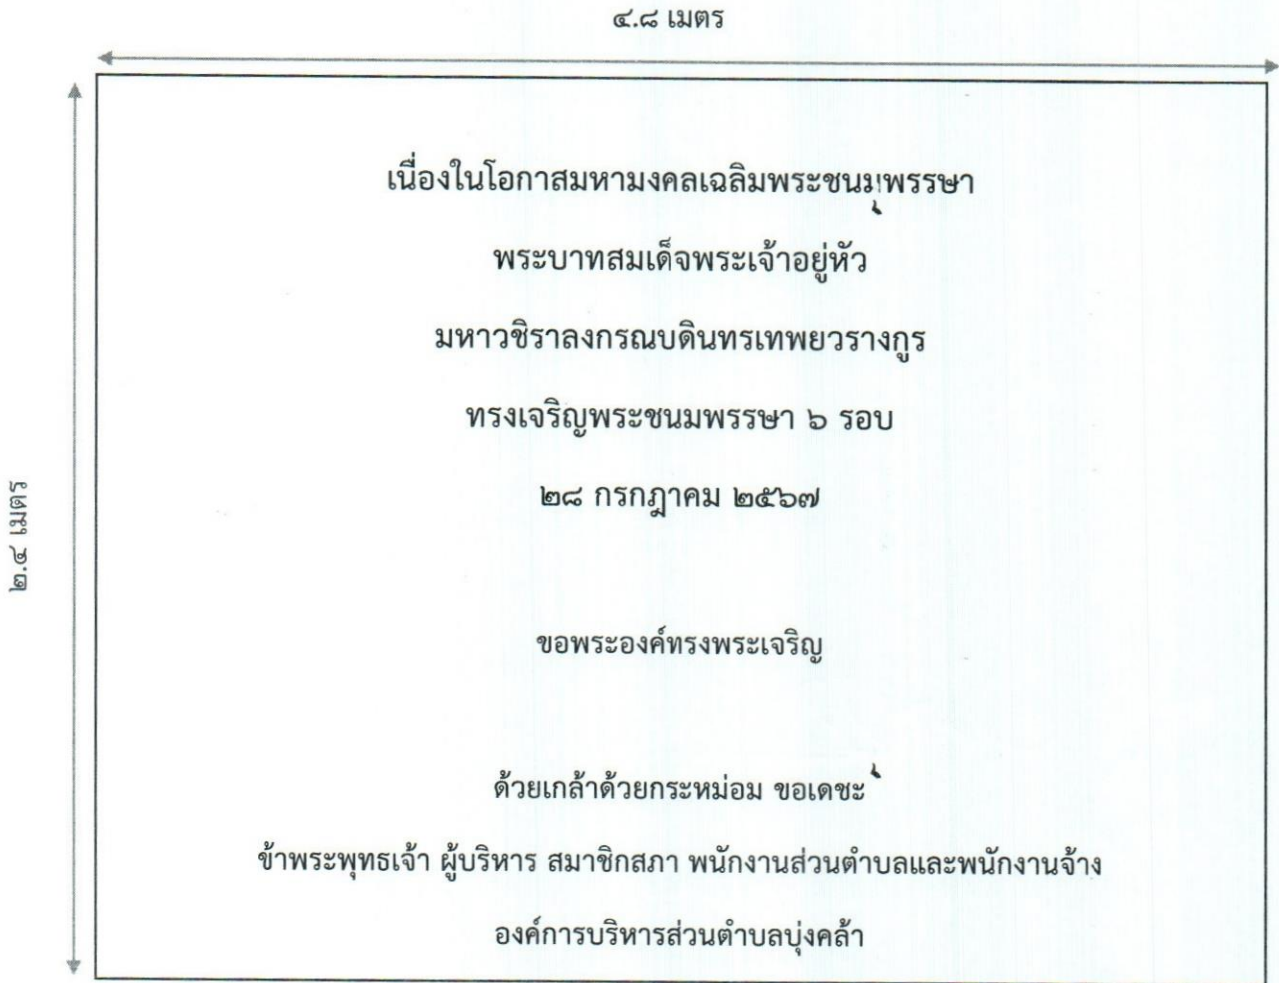 ๔.๘ เมตร
เนื่องในโอกาสมหามงคลเฉลิมพระชนมพรรษา
พระบาทสมเด็จพระเจ้าอยู่หัว
มหาวชิราลงกรณบดินทรเทพยวรางกูร
ทรงเจริญพระชนมพรรษา ๖ รอบ
๒๘ กรกฎาคม ๒๕๖๗
๒.๔ เมตร
ขอพระองค์ทรงพระเจริญ
ด้วยเกล้าด้วยกระหม่อม ขอเดชะ
ข้าพระพุทธเจ้า ผู้บริหาร สมาชิกสภา พนักงานส่วนตำบลและพนักงานจ้าง
องค์การบริหารส่วนตำบลบุ่งคล้า